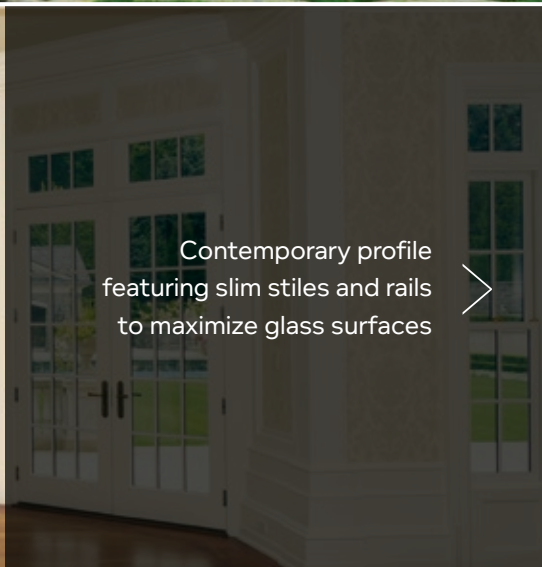 Contemporary profile
featuring slim stiles and rails
to maximize glass surfaces